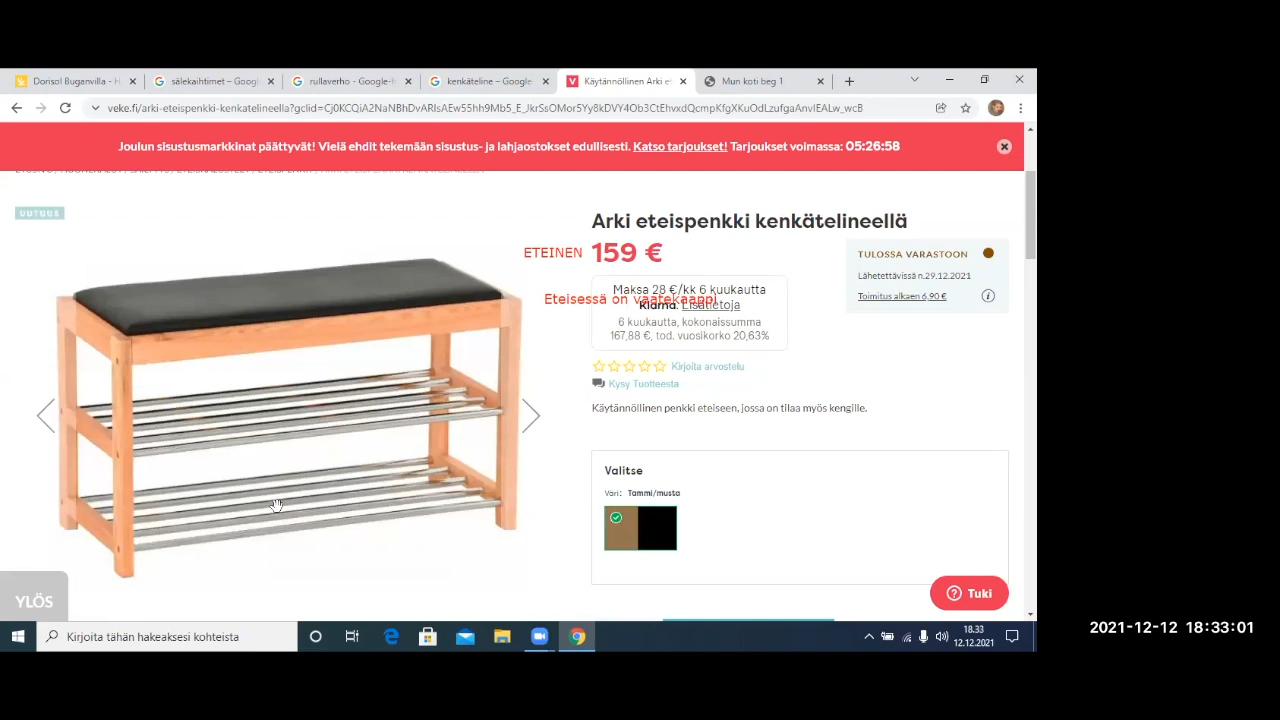 Dorisol Buganvilla - H
sälekaihtimet – Goog
rullaverho - Google-h
kenkäteline – Google
Käytännöllinen Arki e
Mun koti beg 1
veke.fi/arki-eteispenkki-kenkatelineella?gclid=
Joulun sisustusmarkkinat päättyvät! Vielä ehdit tekemään sisustus- ja lahjaostokset edullisesti. Katso tarjoukset! Tarjoukset voimassa: 05:26:58
UUTUUS
Arki eteispenkki kenkätelineellä
ETEINEN
159 €
TULOSSA VARASTOON
Lähetettävissä n.29.12.2021
Toimitus alkaen 6,90 €
Maksa 28 €/kk 6 kuukautta
Eteisessä on vaatekaappi
Klarna. Lisätietoja
6 kuukautta, kokonaissumma
167,88 €, tod. vuosikorko 20,63%
Kirjoita arvostelu
Kysy Tuotteesta
Käytännöllinen penkki eteiseen, jossa on tilaa myös kengille.
Valitse
Väri: Tammi/musta
YLÖS
Tuki
Kirjoita tähän hakeaksesi kohteista
18.33
12.12.2021
2021-12-12 18:33:01